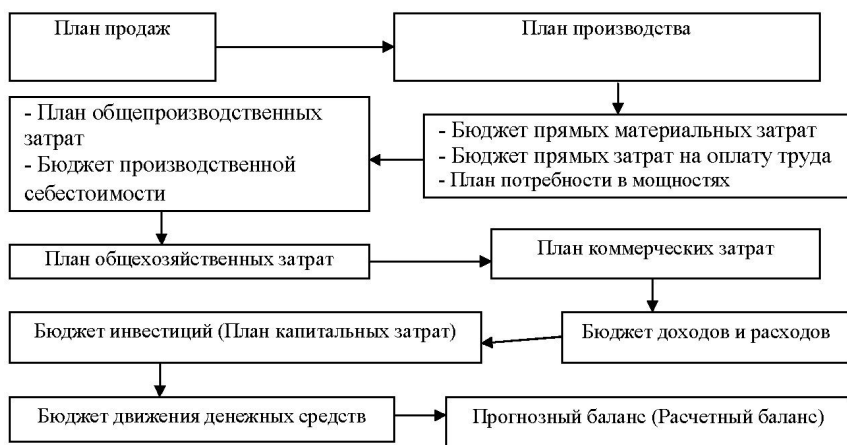 План продаж
План производства
- Бюджет прямых материальных затрат
- Бюджет прямых затрат на оплату труда
- План потребности в мощностях
- План общепроизводственных
затрат
- Бюджет производственной
себестоимости
План общехозяйственных затрат
План коммерческих затрат
Бюджет доходов и расходов
Бюджет инвестиций (План капитальных затрат)
Бюджет движения денежных средств
Прогнозный баланс (Расчетный баланс)